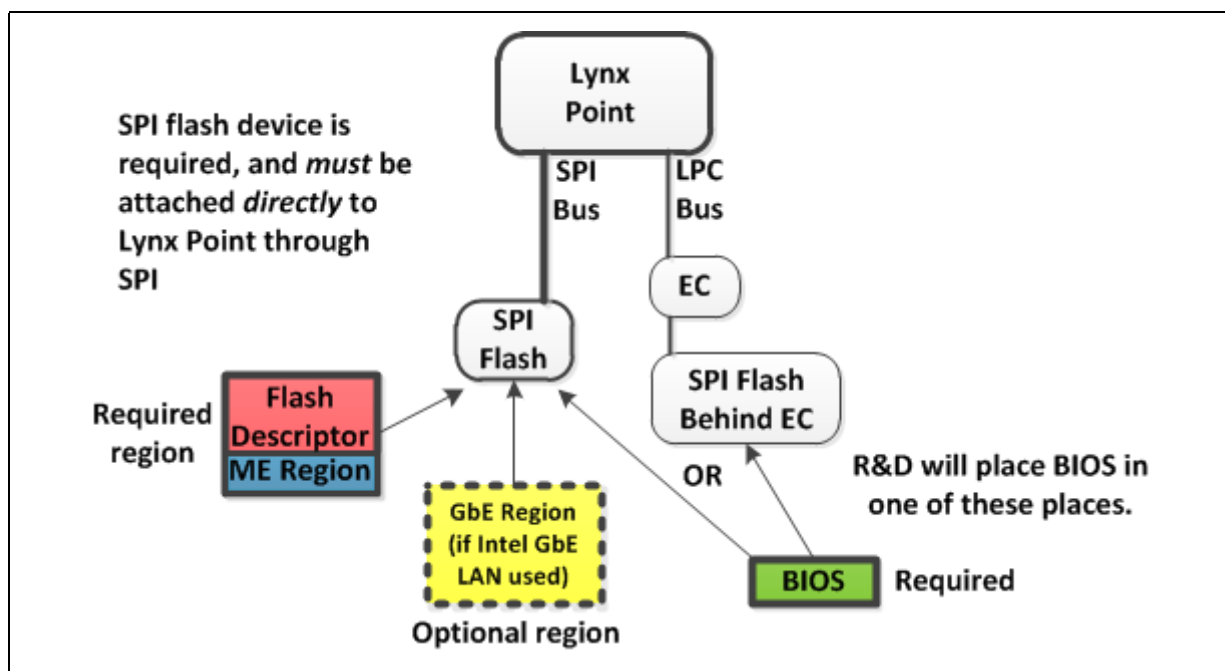 Lynx
Point
SPI flash device is
required, and must be
attached directly to
Lynx Point through
SPI
SPI
Bus
LPC
Bus
EC
SPI
Flash
SPI Flash
Behind EC
Required
region
Flash
Descriptor
ME Region
OR
R&D will place BIOS in
one of these places.
GbE Region
(if Intel GbE
LAN used)
Optional region
BIOS
Required